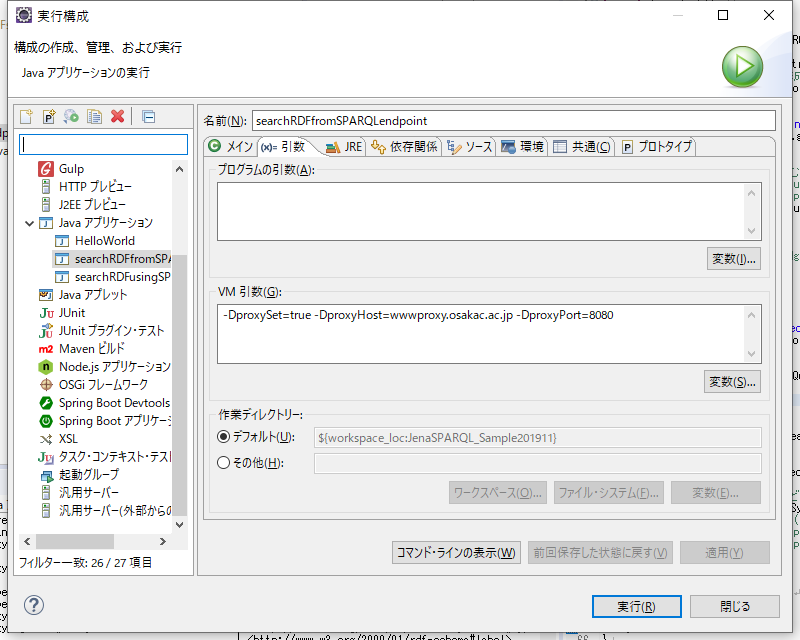 実行構成
構成の作成、管理、および実行
Java アプリケーションの実行
名前(N): searchRDFfromSPARQLendpoint
メイン (x)= 引数 JRE 依存関係 ソース 環境 共通(C) P プロトタイプ
Gulp
HTTP プレビュー
J2EE プレビュー
Java アプリケーション
HelloWorld
searchRDFfromSPA
searchRDFusingSP
Java アプレット
JUnit
JUnit プラグイン・テスト
Maven ビルド
Node.js アプリケーション
OSGi フレームワーク
Spring Boot Devtools
Spring Boot アプリケーシ
XSL
タスク・コンテキスト・テスト
起動グループ
汎用サーバー
汎用サーバー(外部からの
フィルター一致: 26 / 27 項目
プログラムの引数(A):
変数(I)...
VM 引数(G):
-DproxySet=true -DproxyHost=wwwproxy.osakac.ac.jp -DproxyPort=8080
変数(S)...
作業ディレクトリー:
デフォルト(U): ${workspace_loc:JenaSPARQL_Sample201911}
その他(H):
ワークスペース(O)... ファイル・システム(F)... 変数(E)...
コマンド・ラインの表示(W) 前回保存した状態に戻す(V) 適用(Y)
実行(R) 閉じる
<http://www.w3.org/2000/01/rdf-schema#label>